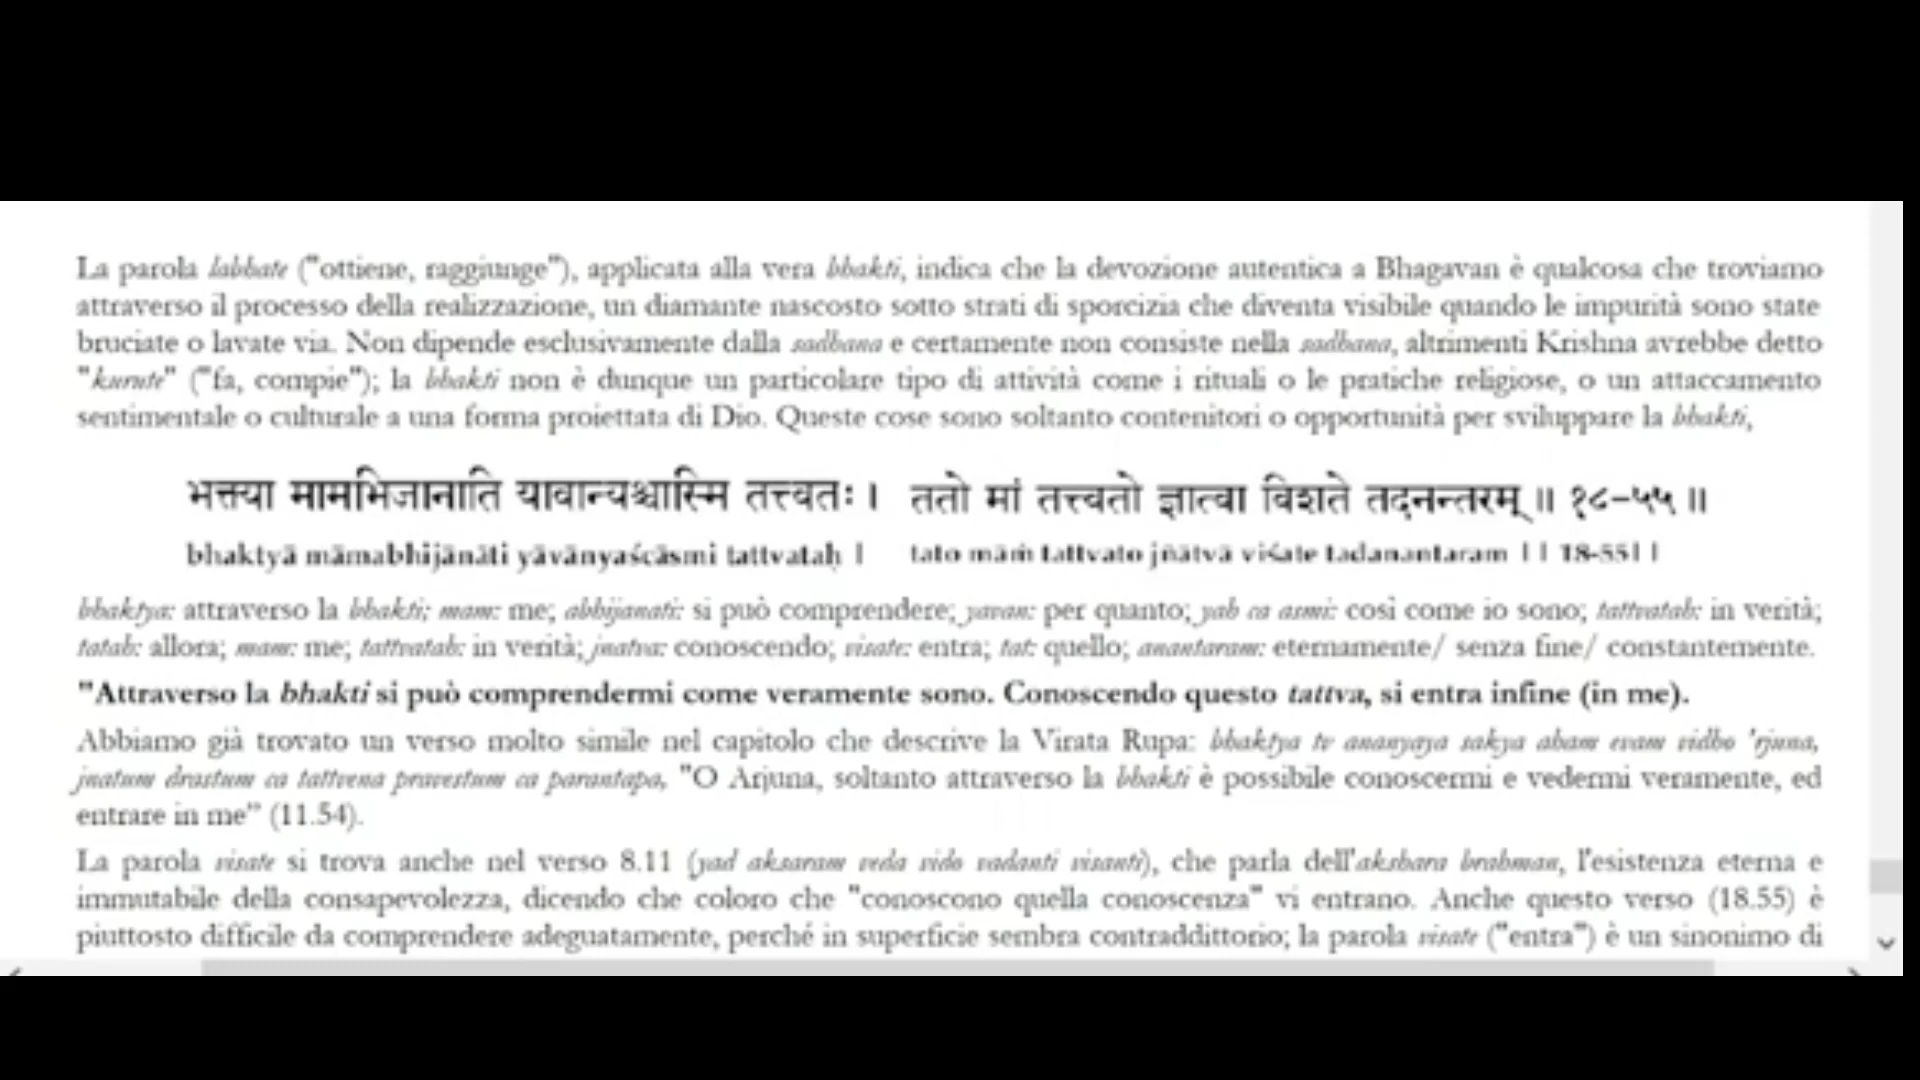 La parola labhate ("ottiene, raggiunge"), applicata alla vera bhakti, indica che la devozione autentica a Bhagavan è qualcosa che troviamo
attraverso il processo della realizzazione, un diamante nascosto sotto strati di sporcizia che diventa visibile quando le impurità sono state
bruciate o lavate via. Non dipende esclusivamente dalla sadhana e certamente non consiste nella sadhana, altrimenti Krishna avrebbe detto
"kurute" ("fa, compie"); la bhakti non è dunque un particolare tipo di attività come i rituali o le pratiche religiose, o un attaccamento
sentimentale o culturale a una forma proiettata di Dio. Queste cose sono soltanto contenitori o opportunità per sviluppare la bhakti,
भक्त्या मामभिजानाति यावान्यश्चास्मि तत्त्वतः । ततो मां तत्त्वतो ज्ञात्वा विशते तदनन्तरम् ॥ १८-५५ ॥
bhaktyā māmabhijānāti yāvānyaścāsmi tattvataḥ | tato māṁ tattvato jñātvā viśate tadanantaram || 18-55||
bhaktya: attraverso la bhakti; mam: me; abhijanati: si può comprendere; yavan: per quanto; yah ca asmi: così come io sono; tattvatah: in verità;
tatah: allora; mam: me; tattvatah: in verità; jnatva: conoscendo; visate: entra; tat: quello; anantaram: eternamente/ senza fine/ constantemente.
"Attraverso la bhakti si può comprendermi come veramente sono. Conoscendo questo tattva, si entra infine (in me).
Abbiamo già trovato un verso molto simile nel capitolo che descrive la Virata Rupa: bhaktya tv ananyaya sakya aham evam vidho 'rjuna,
jnatum drastum ca tattvena pravestum ca parantapa, "O Arjuna, soltanto attraverso la bhakti è possibile conoscermi e vedermi veramente, ed
entrare in me" (11.54).
La parola visate si trova anche nel verso 8.11 (yad aksaram veda vido vadanti visanti), che parla dell'akshara brahman, l'esistenza eterna e
immutabile della consapevolezza, dicendo che coloro che "conoscono quella conoscenza" vi entrano. Anche questo verso (18.55) è
piuttosto difficile da comprendere adeguatamente, perché in superficie sembra contraddittorio; la parola visate ("entra") è un sinonimo di